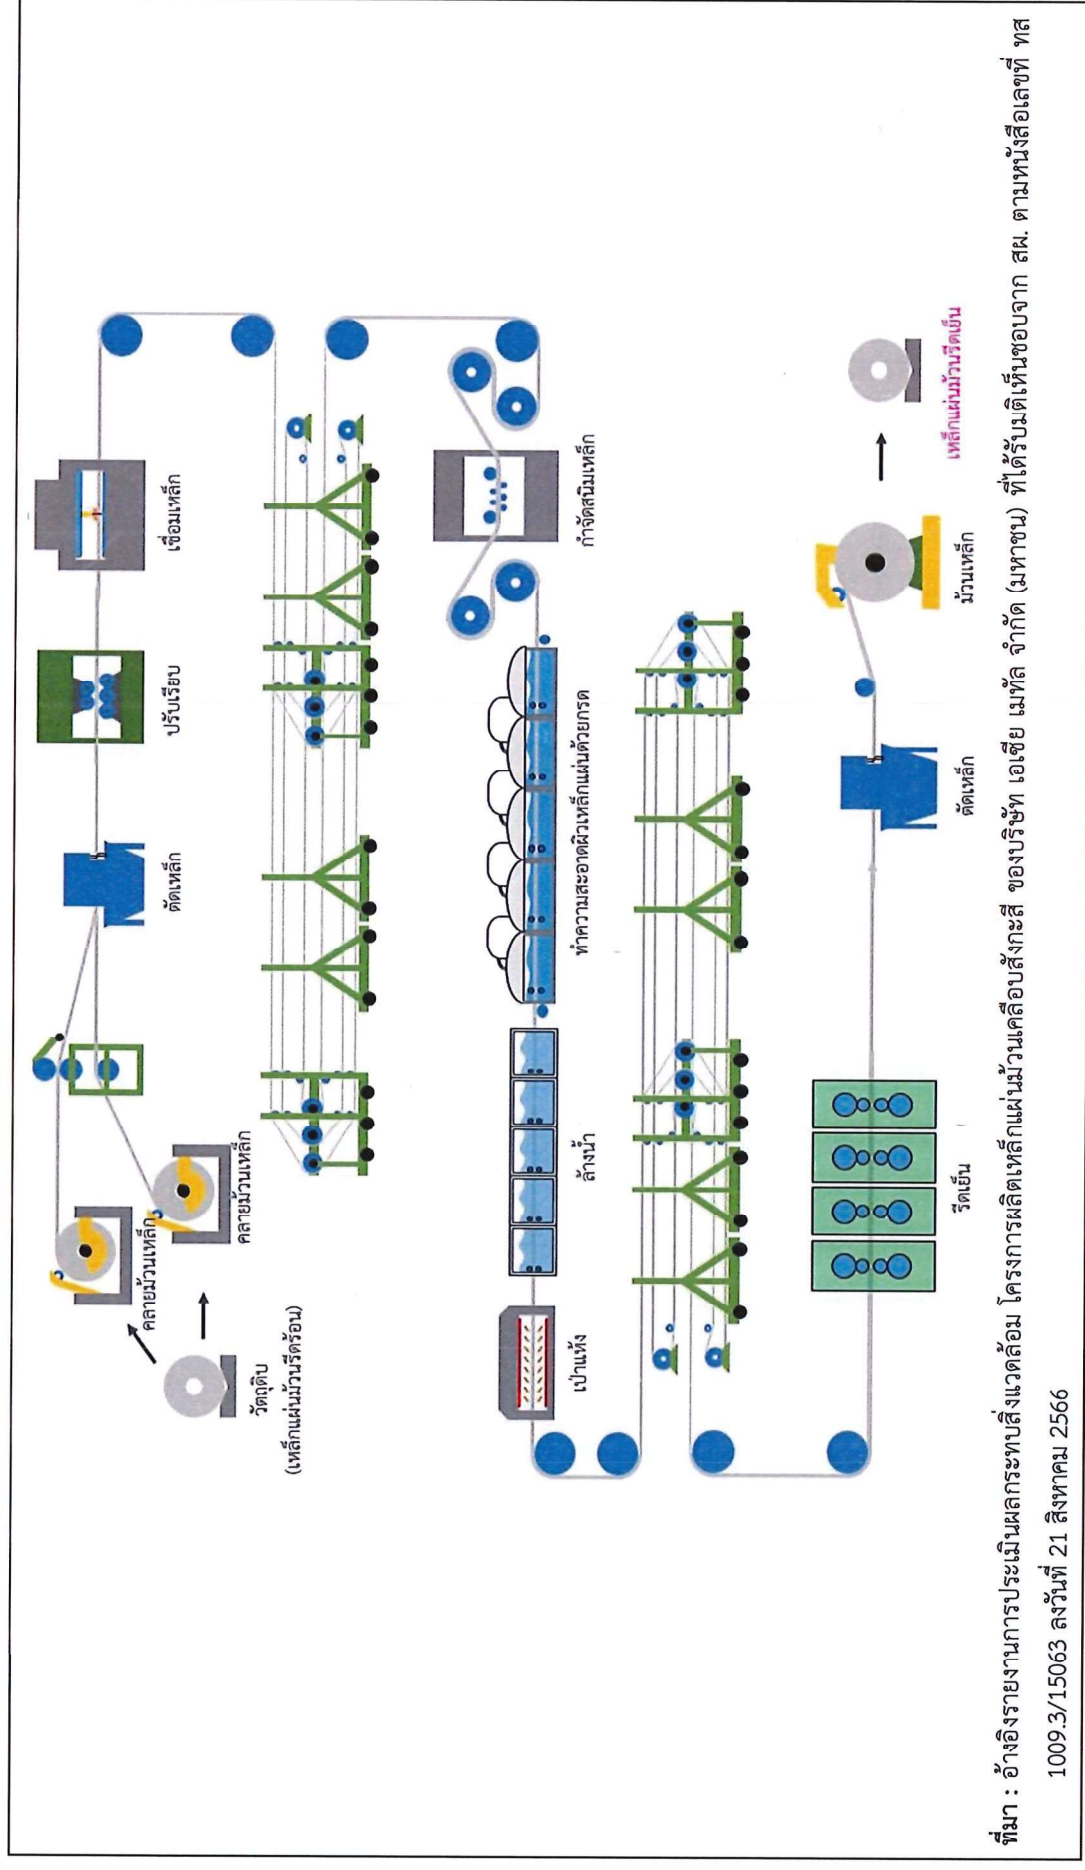 วัตถุดิบ
(เหล็กแผ่นม้วนรีดร้อน)
คลายม้วนเหล็ก
คลายม้วนเหล็ก
ตัดเหล็ก
ปรับเรียบ
เชื่อมเหล็ก
กำจัดสนิมเหล็ก
ทำความสะอาดผิวเหล็กแผ่นด้วยกรด
ล้างน้ำ
เป่าแห้ง
รีดเย็น
ตัดเหล็ก
ม้วนเหล็ก
เหล็กแผ่นม้วนรีดเย็น
ที่มา : อ้างอิงรายงานการประเมินผลกระทบสิ่งแวดล้อม โครงการผลิตเหล็กแผ่นม้วนเคลือบสังกะสี ของบริษัท เอเชีย เมทัล จำกัด (มหาชน) ที่ได้รับมติเห็นชอบจาก สผ. ตามหนังสือเลขที่ ทส
1009.3/15063 ลงวันที่ 21 สิงหาคม 2566